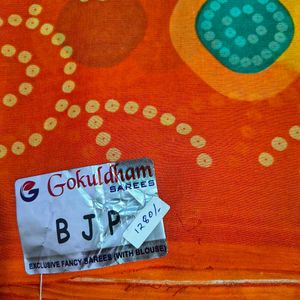 Gokuldham
SAREES
BJP
1280/-
EXCLUSIVE FANCY SAREES (WITH BLOUSE)